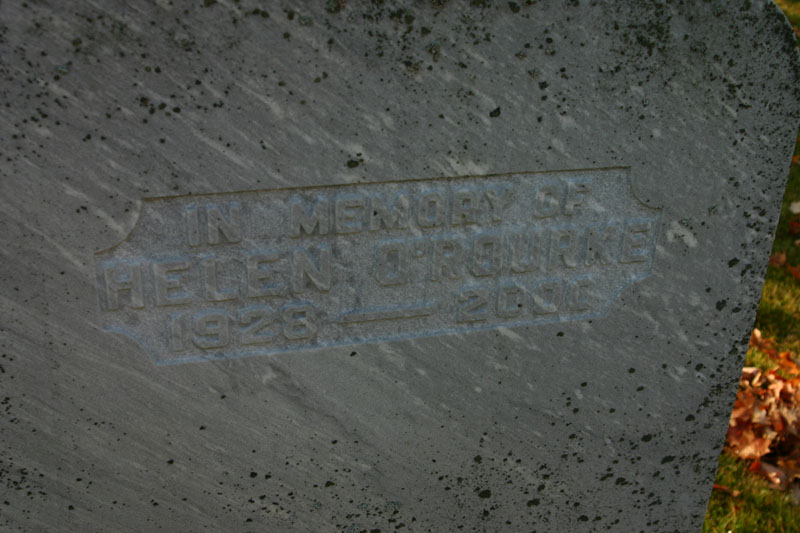 IN MEMORY OF
HELEN O'ROURKE
1928 — 2000